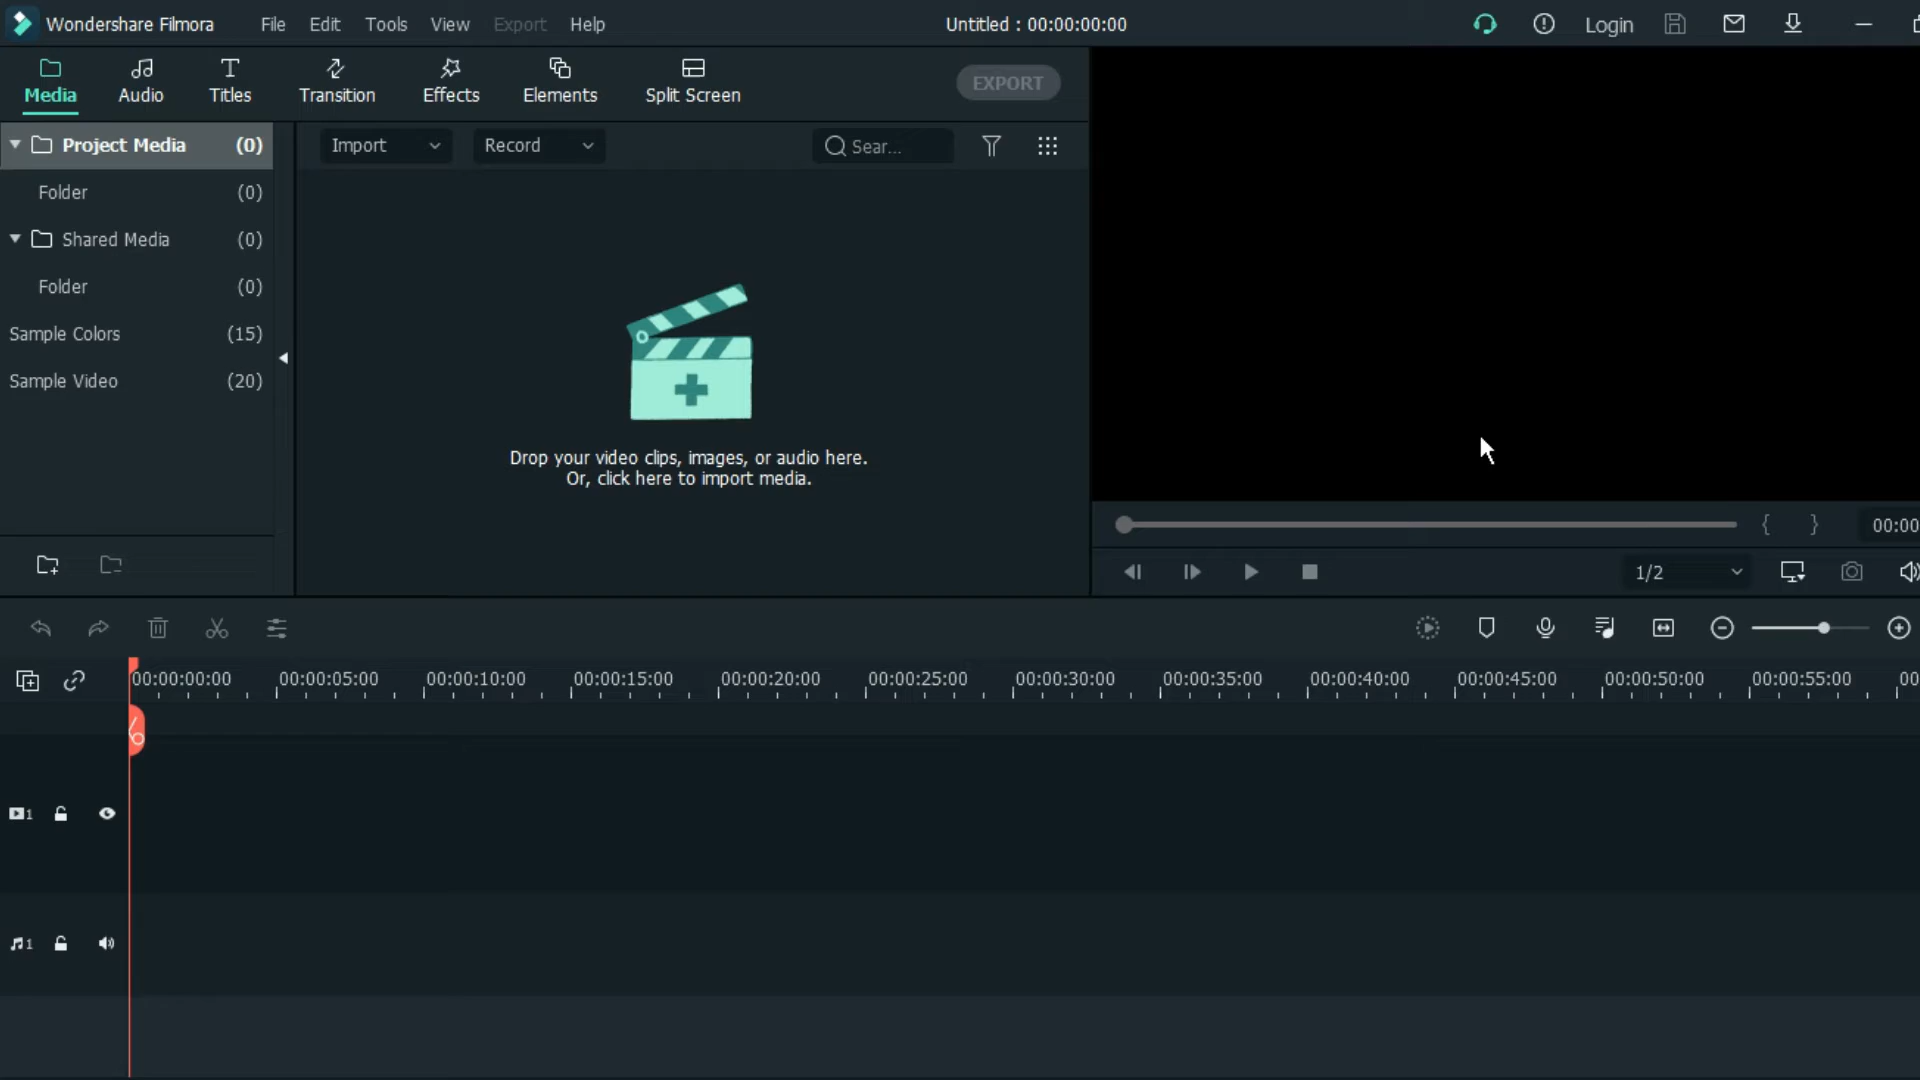 Wondershare Filmora File Edit Tools View Export Help Untitled : 00:00:00:00 Login
Media Audio Titles Transition Effects Elements Split Screen EXPORT
Project Media (0) Import Record Sear...
Folder (0)
Shared Media (0)
Folder (0)
Sample Colors (15)
Sample Video (20)
Drop your video clips, images, or audio here.
Or, click here to import media.
{ } 00:00
1/2
00:00:00:00 00:00:05:00 00:00:10:00 00:00:15:00 00:00:20:00 00:00:25:00 00:00:30:00 00:00:35:00 00:00:40:00 00:00:45:00 00:00:50:00 00:00:55:00 00
1
1